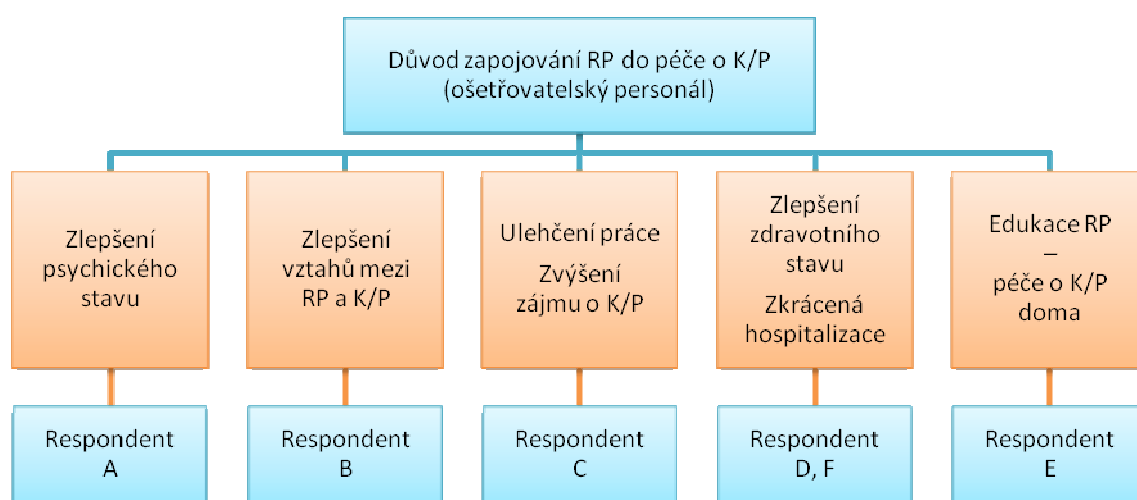 Důvod zapojování RP do péče o K/P
(ošetřovatelský personál)
Zlepšení
psychického
stavu
Zlepšení
vztahů mezi
RP a K/P
Ulehčení práce
Zvýšení
zájmu o K/P
Zlepšení
zdravotního
stavu
Zkrácená
hospitalizace
Edukace RP
–
péče o K/P
doma
Respondent
A
Respondent
B
Respondent
C
Respondent
D, F
Respondent
E